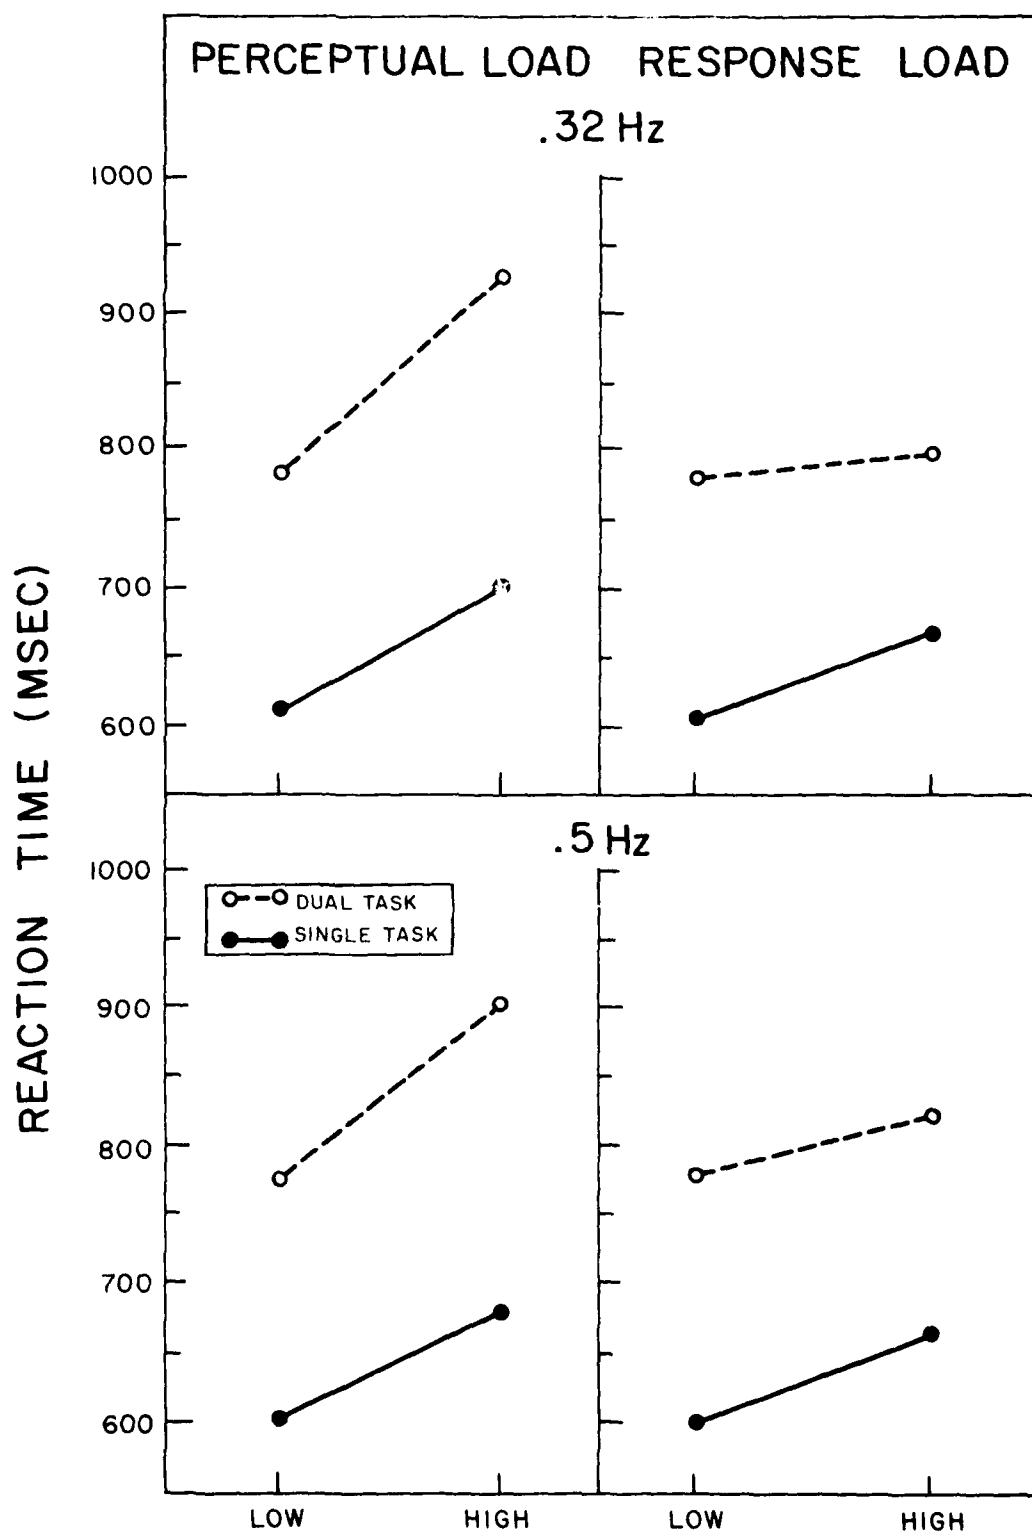 PERCEPTUAL LOAD RESPONSE LOAD
.32 Hz
1000
900
800
700
600
REACTION TIME (MSEC)
.5 Hz
1000
DUAL TASK
SINGLE TASK
900
800
700
600
LOW HIGH LOW HIGH